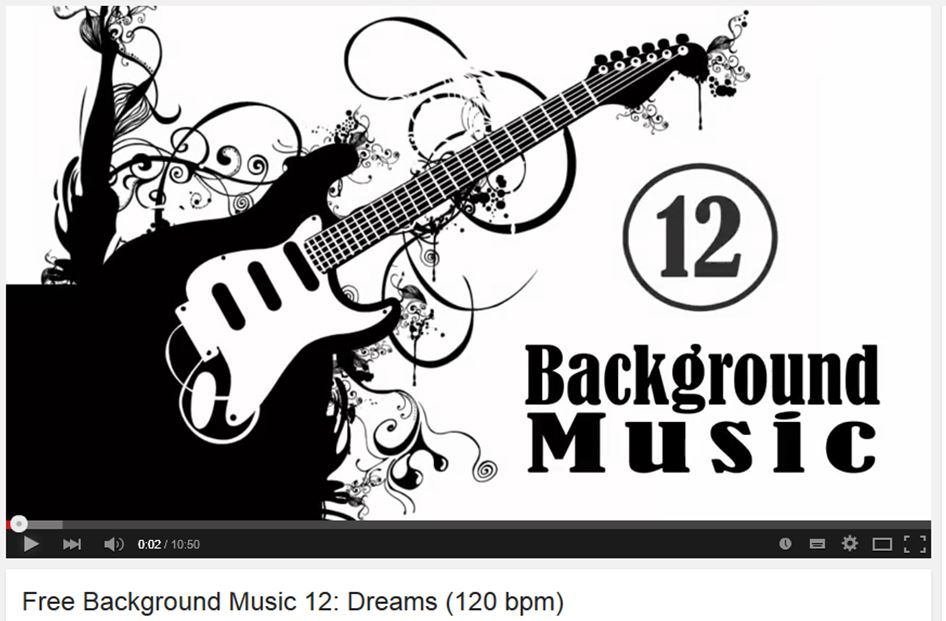 12
Background
Music
0:02 / 10:50
Free Background Music 12: Dreams (120 bpm)